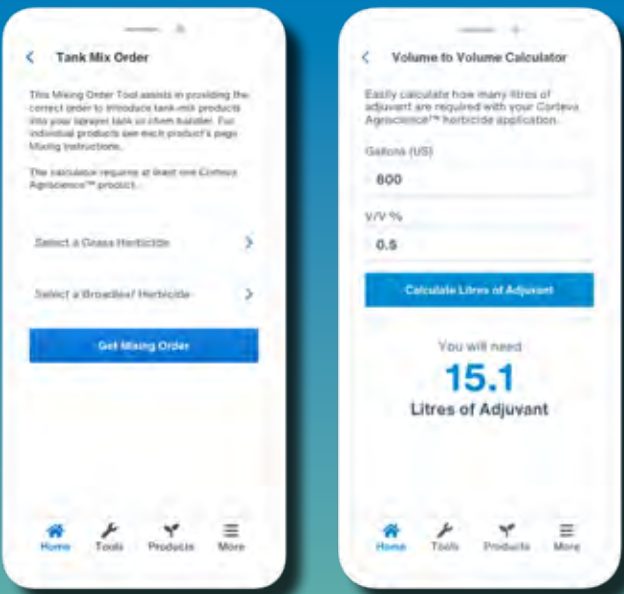 Tank Mix Order
This Mixing Order Tool assists in providing the
correct order to introduce tank-mix products
into your sprayer tank or chem handler. For
individual products see each product's page
Mixing Instructions.
The calculator requires at least one Corteva
Agriscience™ product.
Select a Grass Herbicide
Select a Broadleaf Herbicide
Get Mixing Order
Home Tools Products More
Volume to Volume Calculator
Easily calculate how many litres of
adjuvant are required with your Corteva
Agriscience™ herbicide application.
Gallons (US)
800
V/V %
0.5
Calculate Litres of Adjuvant
You will need
15.1
Litres of Adjuvant
Home Tools Products More